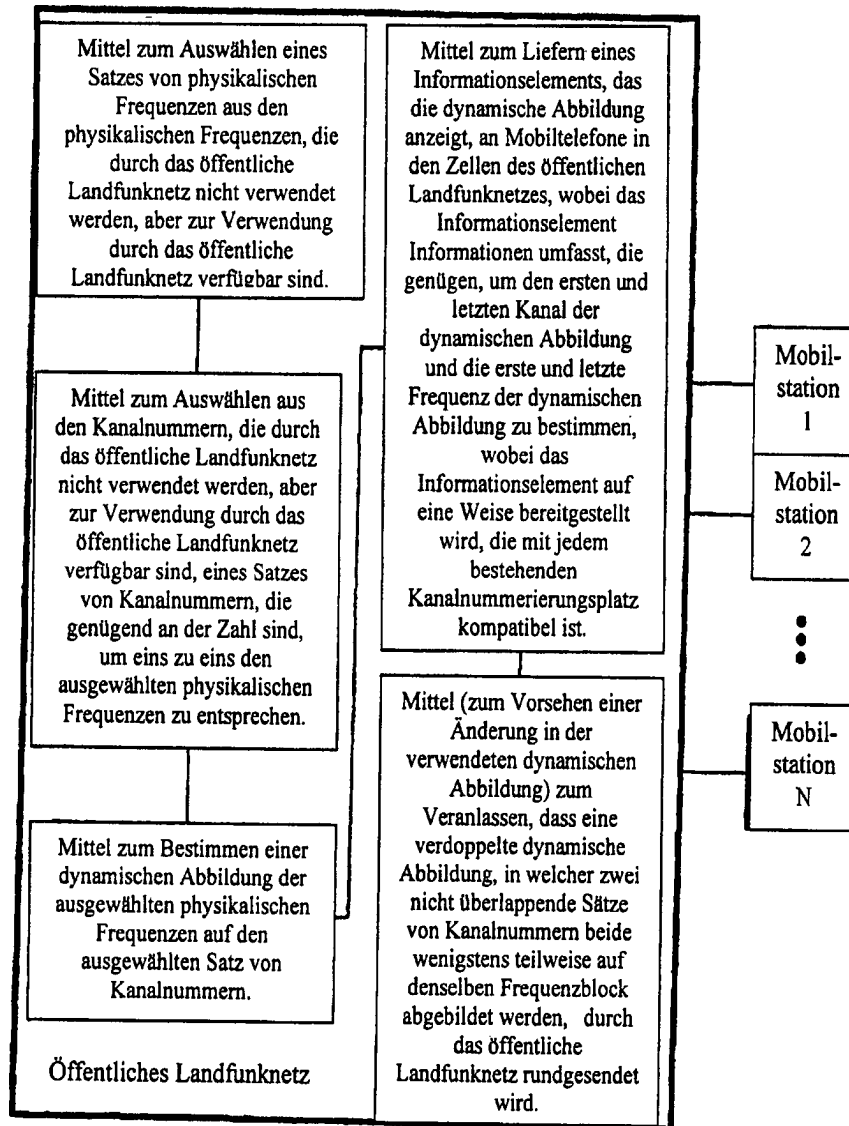 Mittel zum Auswählen eines
Satzes von physikalischen
Frequenzen aus den
physikalischen Frequenzen, die
durch das öffentliche
Landfunknetz nicht verwendet
werden, aber zur Verwendung
durch das öffentliche
Landfunknetz verfügbar sind.
Mittel zum Auswählen aus
den Kanalnummern, die durch
das öffentliche Landfunknetz
nicht verwendet werden, aber
zur Verwendung durch das
öffentliche Landfunknetz
verfügbar sind, eines Satzes
von Kanalnummern, die
genügend an der Zahl sind,
um eins zu eins den
ausgewählten physikalischen
Frequenzen zu entsprechen.
Mittel zum Bestimmen einer
dynamischen Abbildung der
ausgewählten physikalischen
Frequenzen auf den
ausgewählten Satz von
Kanalnummern.
Mittel zum Liefern eines
Informationselements, das
die dynamische Abbildung
anzeigt, an Mobiltelefone in
den Zellen des öffentlichen
Landfunknetzes, wobei das
Informationselement
Informationen umfasst, die
genügen, um den ersten und
letzten Kanal der
dynamischen Abbildung
und die erste und letzte
Frequenz der dynamischen
Abbildung zu bestimmen,
wobei das
Informationselement auf
eine Weise bereitgestellt
wird, die mit jedem
bestehenden
Kanalnummerierungsplatz
kompatibel ist.
Mittel (zum Vorsehen einer
Änderung in der
verwendeten dynamischen
Abbildung) zum
Veranlassen, dass eine
verdoppelte dynamische
Abbildung, in welcher zwei
nicht überlappende Sätze
von Kanalnummern beide
wenigstens teilweise auf
denselben Frequenzblock
abgebildet werden, durch
das öffentliche
Landfunknetz rundgesendet
wird.
Öffentliches Landfunknetz
Mobil-
station
1
Mobil-
station
2
Mobil-
station
N